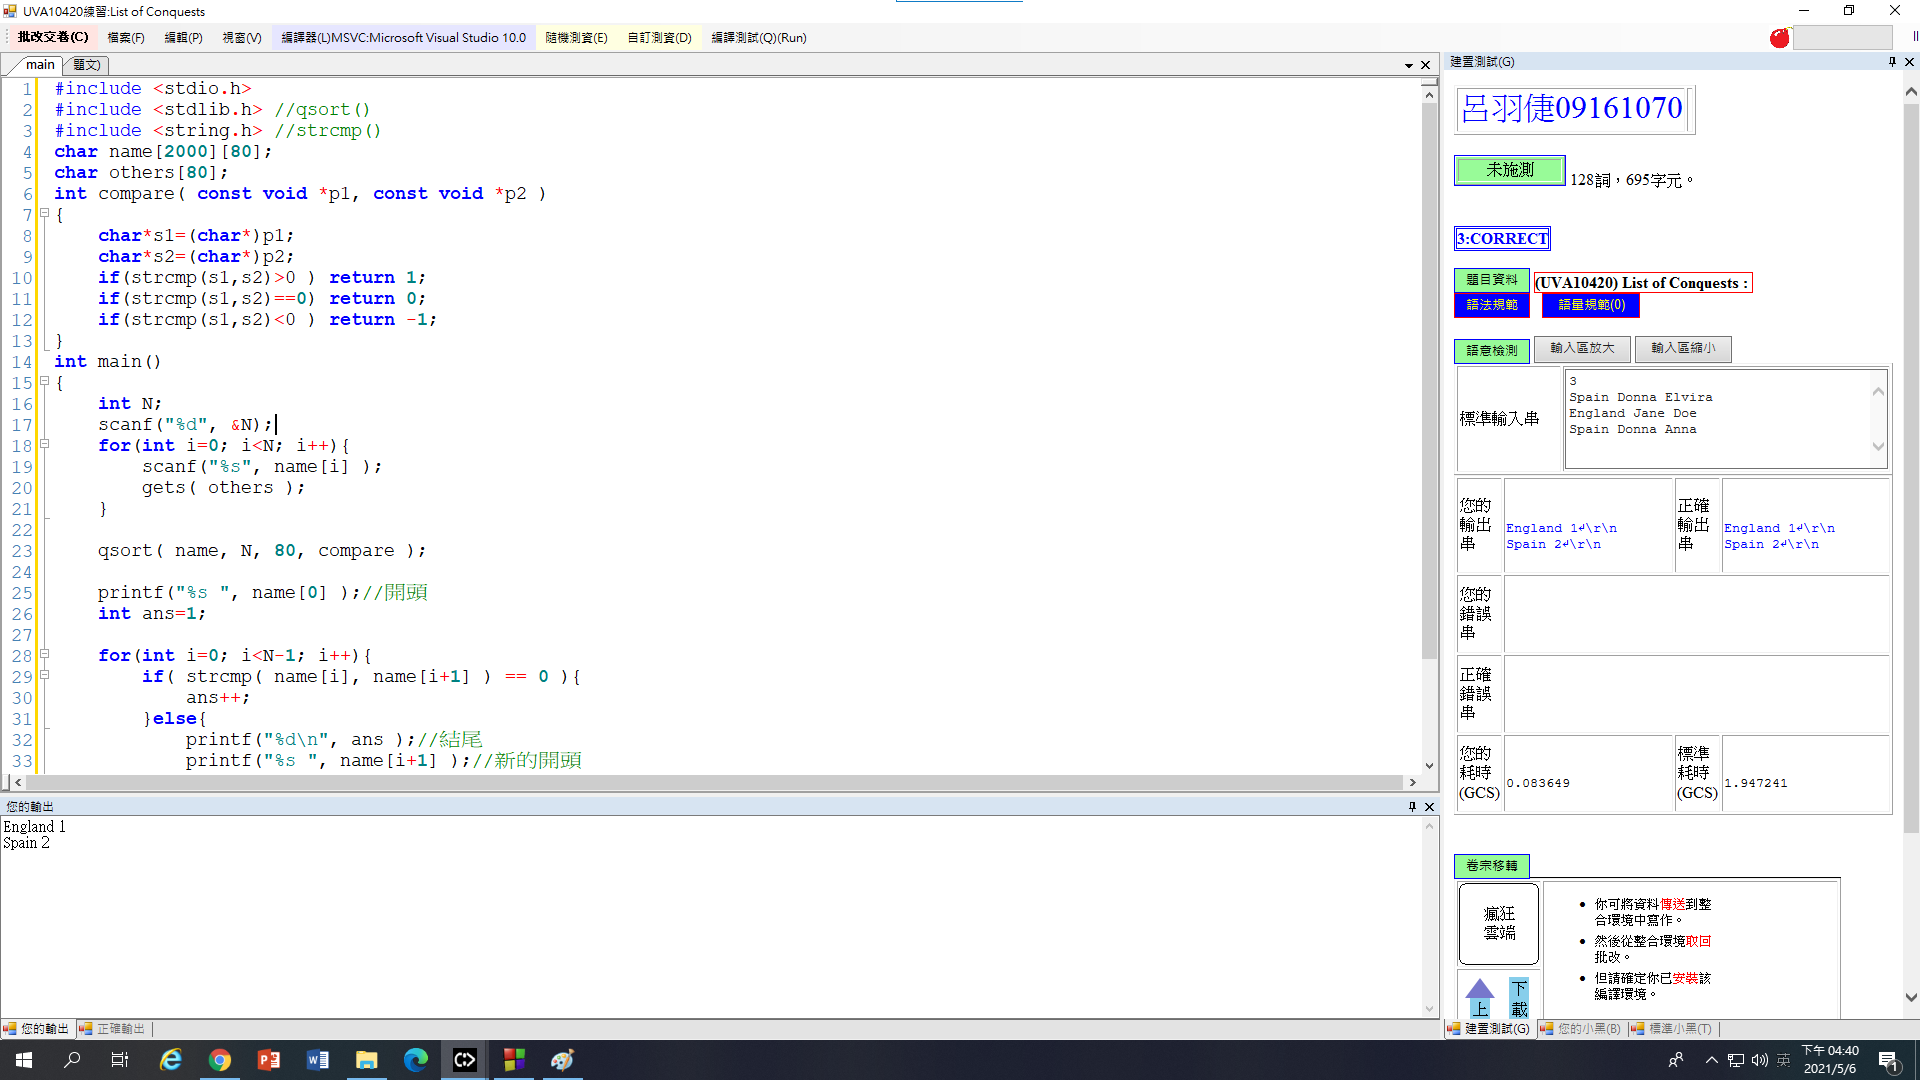 UVA10420練習:List of Conquests
批改交卷(C) 檔案(F) 編輯(P) 視窗(V) 編譯器(L)MSVC:Microsoft Visual Studio 10.0 隨機測資(E) 自訂測資(D) 編譯測試(Q)(Run)
main 題文)
1 #include <stdio.h>
2 #include <stdlib.h> //qsort()
3 #include <string.h> //strcmp()
4 char name[2000][80];
5 char others[80];
6 int compare( const void *p1, const void *p2 )
7 {
8 char*s1=(char*)p1;
9 char*s2=(char*)p2;
10 if(strcmp(s1,s2)>0 ) return 1;
11 if(strcmp(s1,s2)==0) return 0;
12 if(strcmp(s1,s2)<0 ) return -1;
13 }
14 int main()
15 {
16 int N;
17 scanf("%d", &N);
18 for(int i=0; i<N; i++){
19 scanf("%s", name[i] );
20 gets( others );
21 }
22
23 qsort( name, N, 80, compare );
24
25 printf("%s ", name[0] );//開頭
26 int ans=1;
27
28 for(int i=0; i<N-1; i++){
29 if( strcmp( name[i], name[i+1] ) == 0 ){
30 ans++;
31 }else{
32 printf("%d\n", ans );//結尾
33 printf("%s ", name[i+1] );//新的開頭
您的輸出
England 1
Spain 2
您的輸出 正確輸出
建置測試(G)
呂羽倢09161070
未施測 128詞，695字元。
3:CORRECT
題目資料 (UVA10420) List of Conquests :
語法規範 語量規範(0)
語意檢測 輸入區放大 輸入區縮小
標準輸入串
3
Spain Donna Elvira
England Jane Doe
Spain Donna Anna
您的輸出串
England 1↵\r\n
Spain 2↵\r\n
正確輸出串
England 1↵\r\n
Spain 2↵\r\n
您的錯誤串
正確錯誤串
您的耗時(GCS) 0.083649
標準耗時(GCS) 1.947241
卷宗移轉
瘋狂
雲端
上
下載
你可將資料傳送到整
合環境中寫作。
然後從整合環境取回
批改。
但請確定你已安裝該
編譯環境。
建置測試(G) 您的小黑(B) 標準小黑(T)
英
下午 04:40
2021/5/6
1